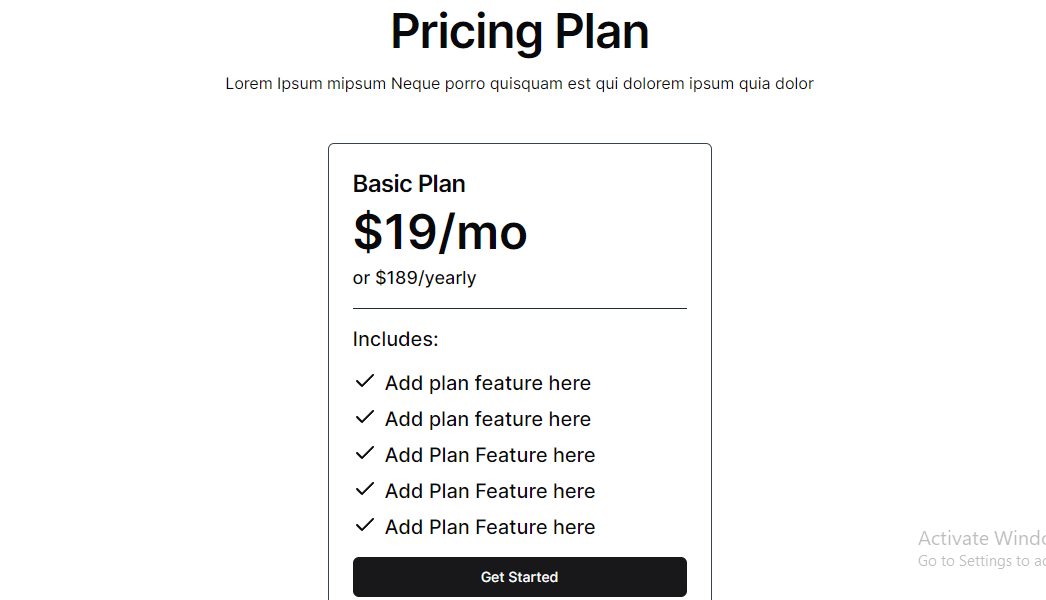 Pricing Plan
Lorem Ipsum mipsum Neque porro quisquam est qui dolorem ipsum quia dolor
Basic Plan
$19/mo
or $189/yearly
Includes:
Add plan feature here
Add plan feature here
Add Plan Feature here
Add Plan Feature here
Add Plan Feature here
Get Started
Activate
Go to Settings to